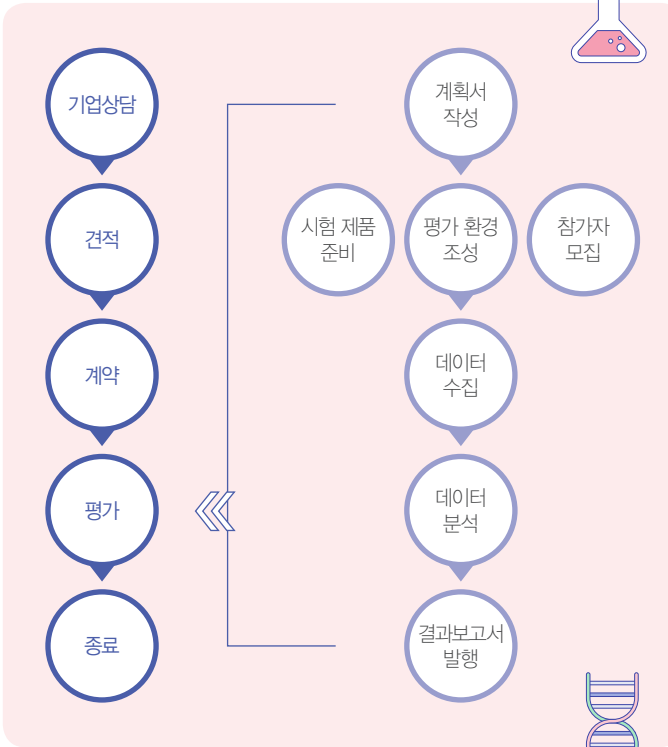 기업상담
견적
계약
평가
종료
계획서
작성
시험 제품
준비
평가 환경
조성
참가자
모집
데이터
수집
데이터
분석
결과보고서
발행